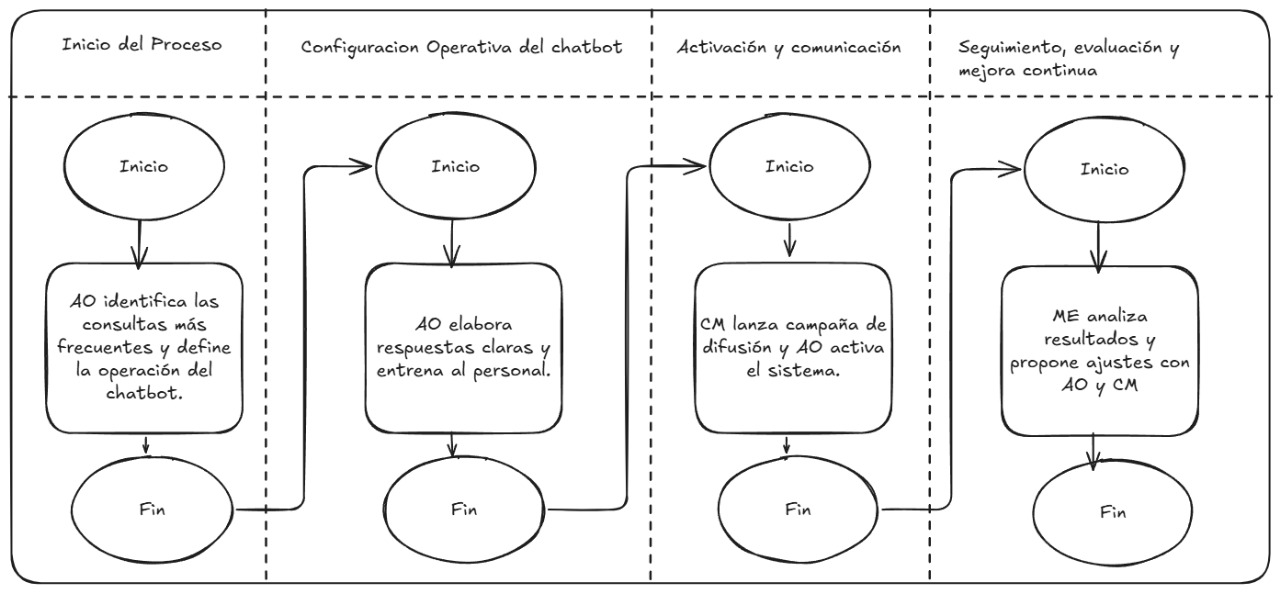 Inicio del Proceso
Configuracion Operativa del chatbot
Activación y comunicación
Seguimiento, evaluación y
mejora continua
Inicio
AO identifica las
consultas más
frecuentes y define
la operación del
chatbot.
Fin
Inicio
AO elabora
respuestas claras y
entrena al personal.
Fin
Inicio
CM lanza campaña de
difusión y AO activa
el sistema.
Fin
Inicio
ME analiza
resultados y
propone ajustes con
AO y CM
Fin